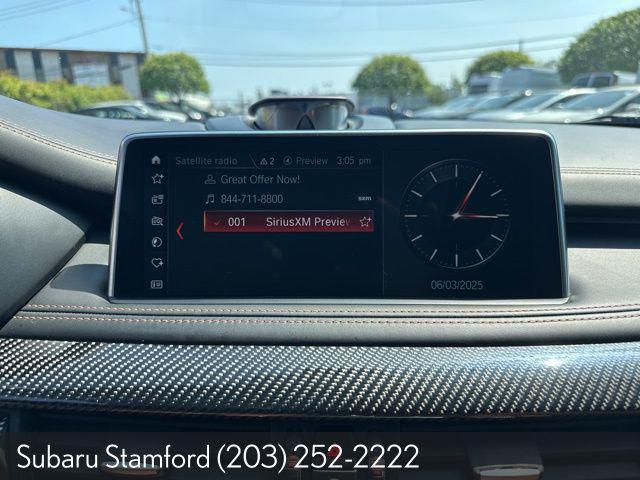 Satellite radio 2 Preview 3:05 pm
Great Offer Now!
844-711-8800 sxm
001 SiriusXM Preview
06/03/2025
Subaru Stamford (203) 252-2222